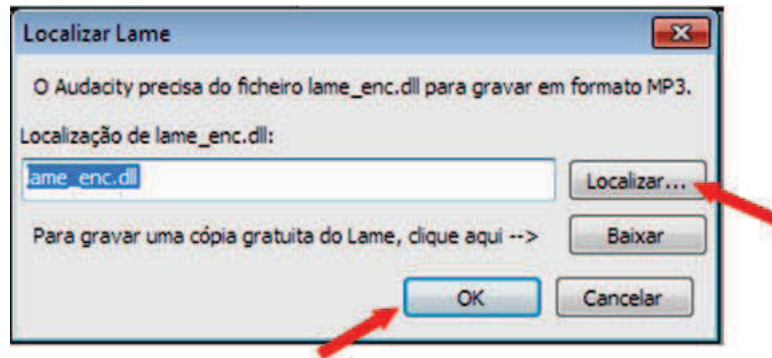 Localizar Lame
O Audacity precisa do ficheiro lame_enc.dll para gravar em formato MP3.
Localização de lame_enc.dll:
lame_enc.dll
Localizar...
Para gravar uma cópia gratuita do Lame, clique aqui -->
Baixar
OK
Cancelar